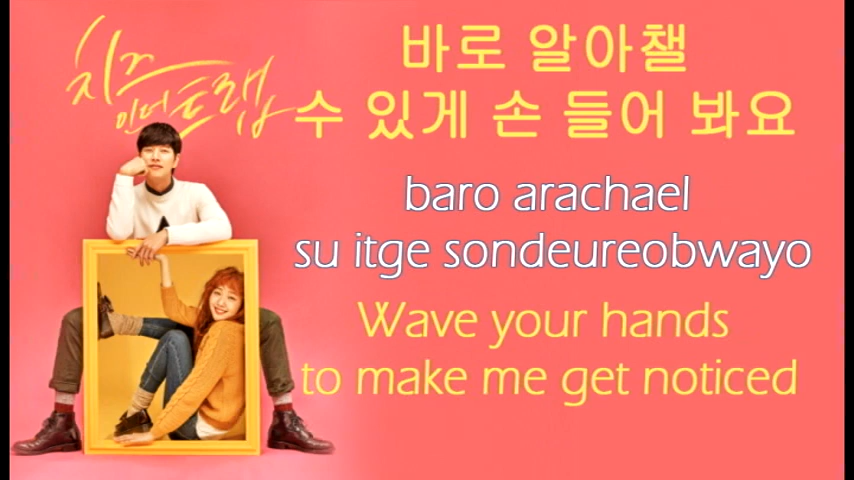 치즈
인더트랩
바로 알아챌
수 있게 손 들어 봐요
baro arachael
su itge sondeureobwayo
Wave your hands
to make me get noticed